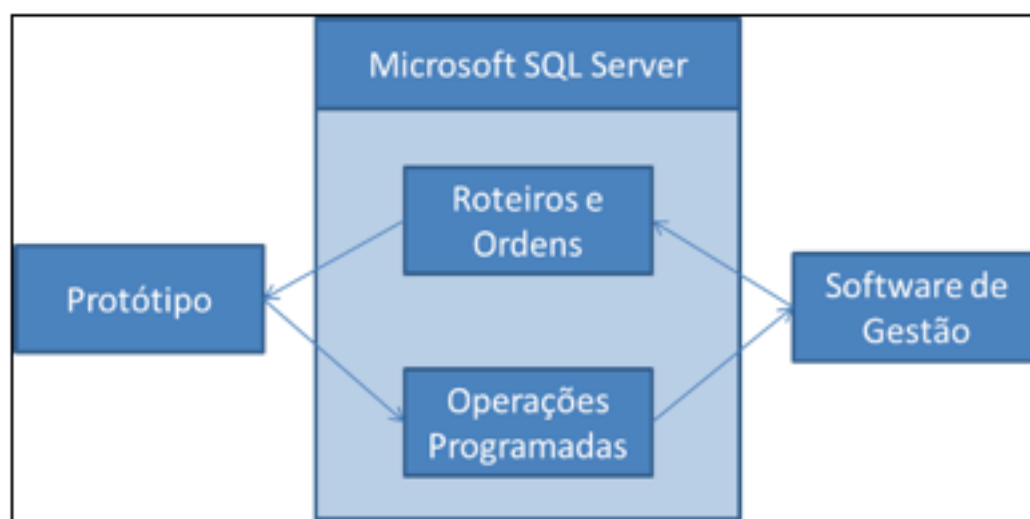 Microsoft SQL Server
Roteiros e
Ordens
Protótipo
Software de
Gestão
Operações
Programadas